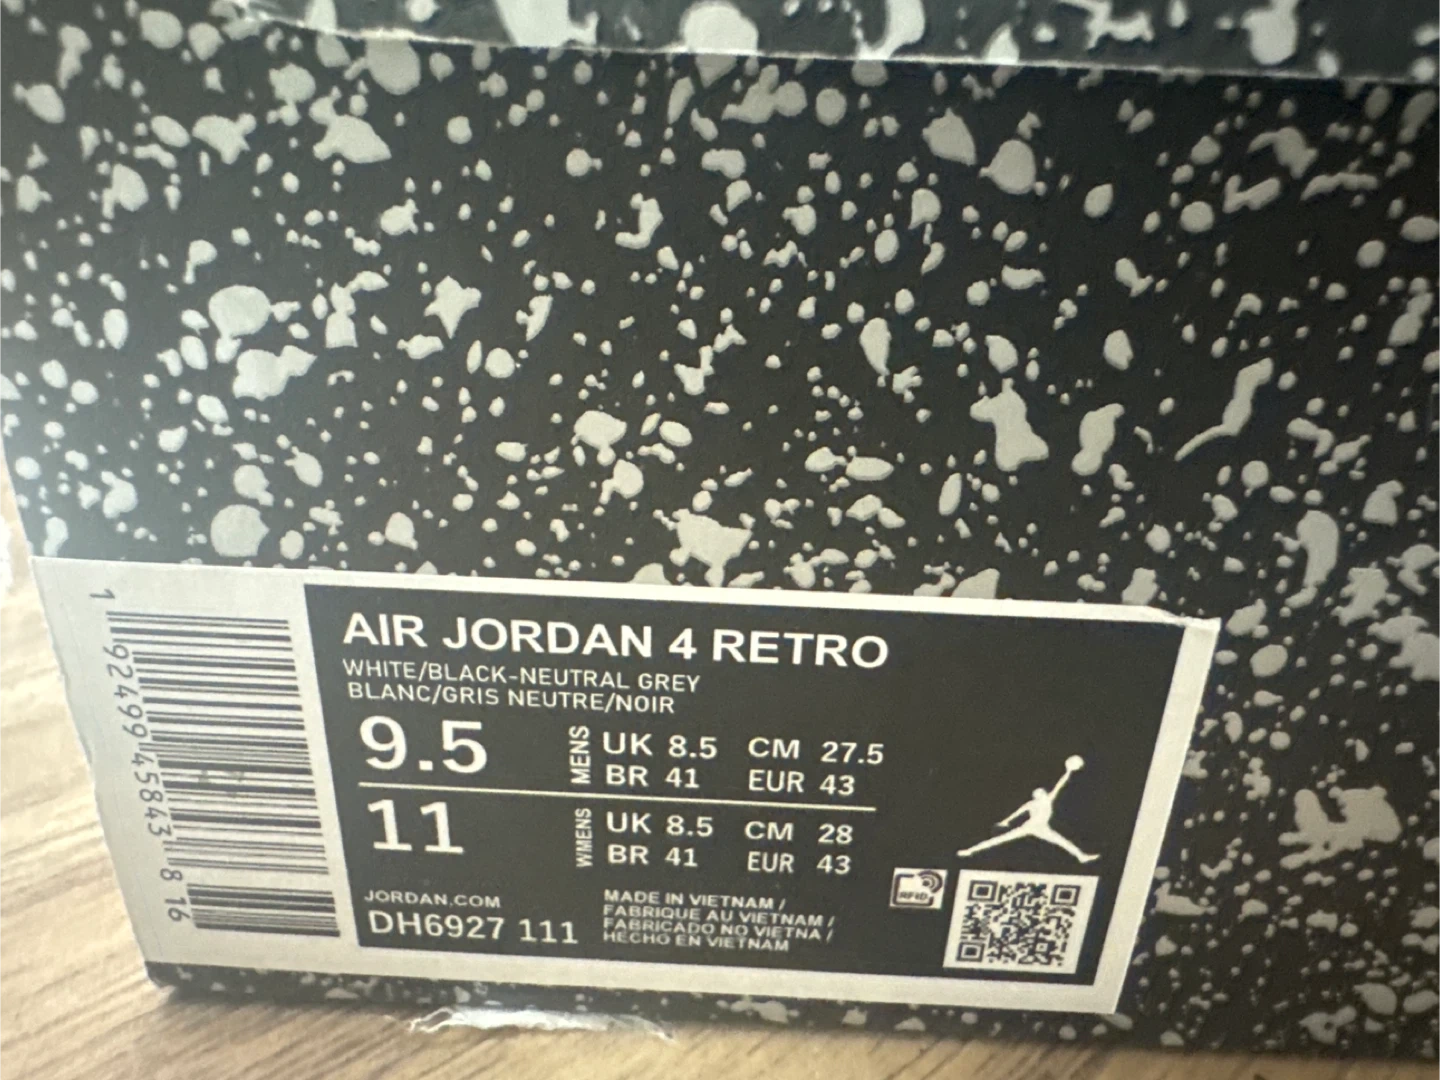 AIR JORDAN 4 RETRO
WHITE/BLACK-NEUTRAL GREY
BLANC/GRIS NEUTRE/NOIR
9.5 MENS UK 8.5 CM 27.5
BR 41 EUR 43
11 WMENS UK 8.5 CM 28
BR 41 EUR 43
JORDAN.COM
DH6927 111
MADE IN VIETNAM /
FABRIQUE AU VIETNAM /
FABRICADO NO VIETNA /
HECHO EN VIETNAM
RFID
1 92499 45843 8 16